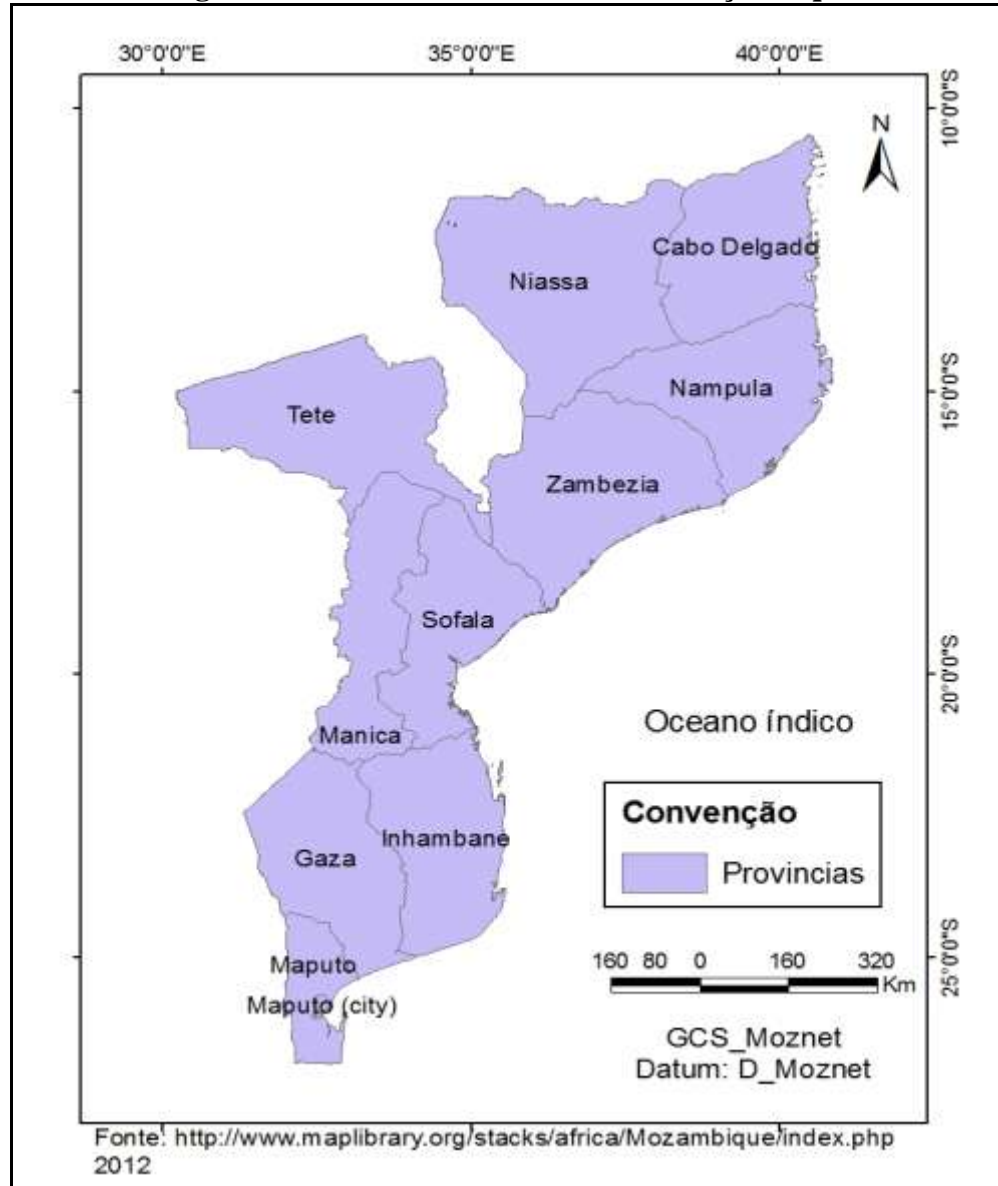 30°0'0"E 35°0'0"E 40°0'0"E
10°0'0"S
N
Cabo Delgado
Niassa
Nampula
15°0'0"S
Tete
Zambezia
Sofala
20°0'0"S
Oceano índico
Manica
Convenção
Provincias
Inhambane
Gaza
25°0'0"S
160 80 0 160 320
Km
Maputo
Maputo (city)
GCS_Moznet
Datum: D_Moznet
Fonte: http://www.maplibrary.org/stacks/africa/Mozambique/index.php
2012